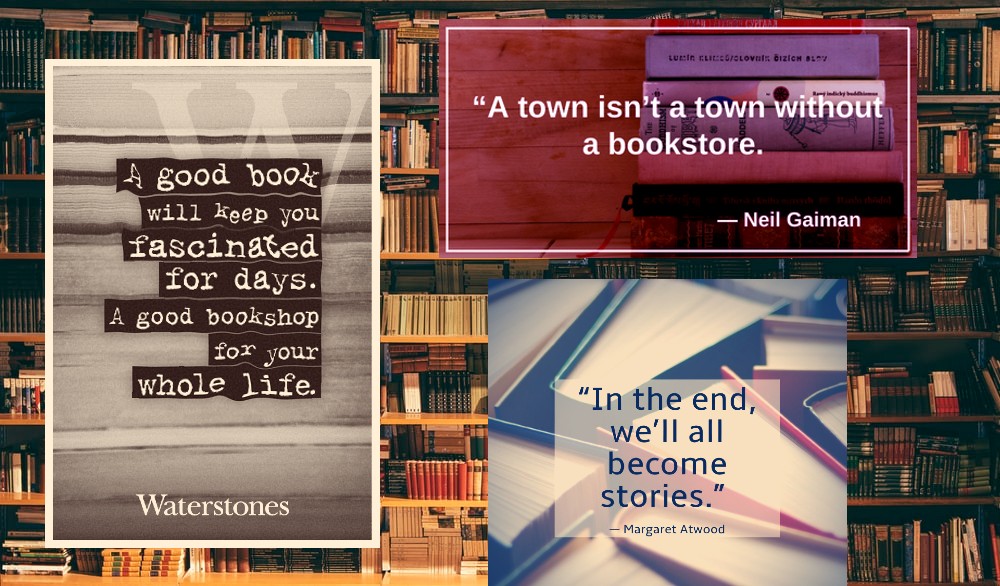 A good book
will keep you
fascinated
for days.
A good bookshop
for your
whole life.
Waterstones
“A town isn’t a town without
a bookstore.
— Neil Gaiman
“In the end,
we’ll all
become
stories.”
— Margaret Atwood